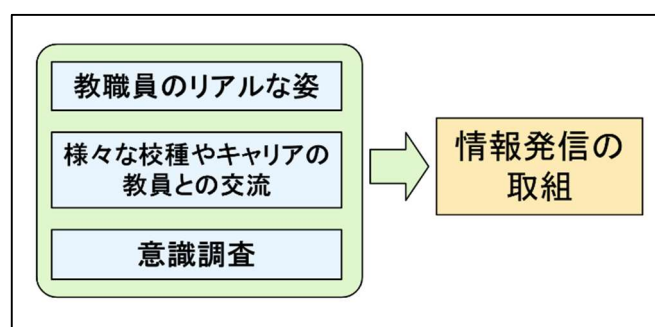 教職員のリアルな姿
様々な校種やキャリアの
教員との交流
意識調査
情報発信の
取組